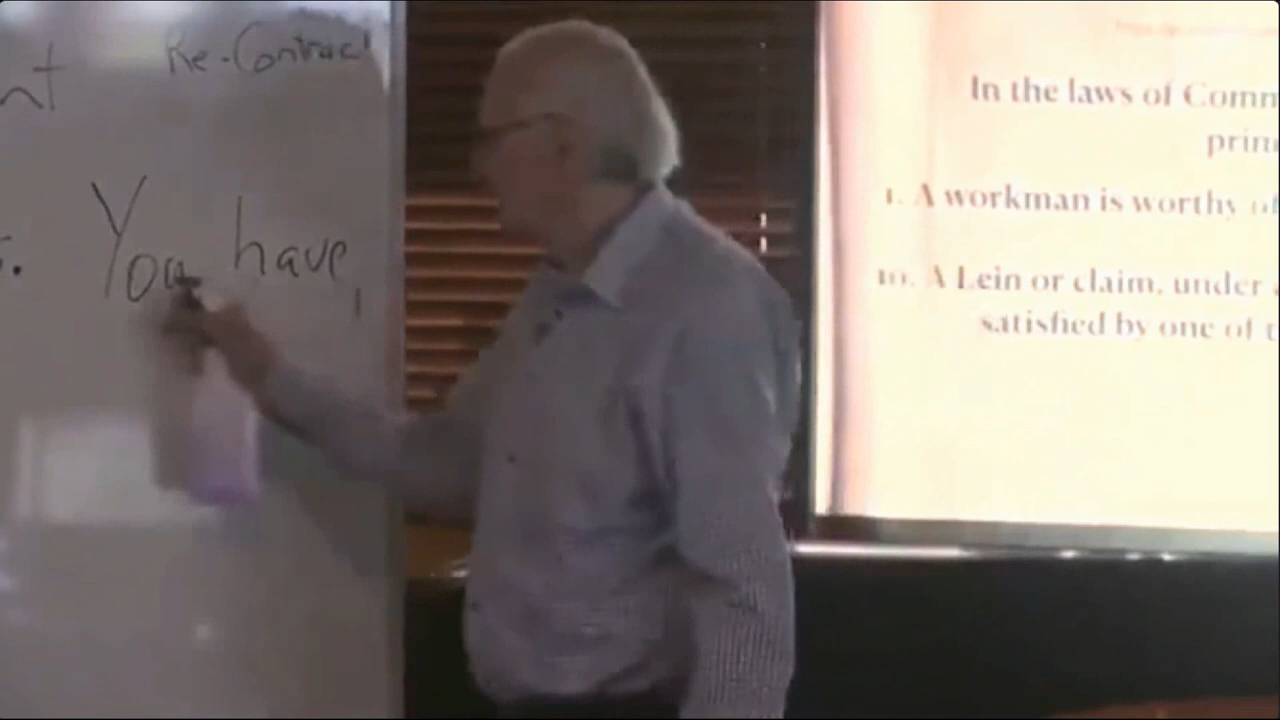 nt
Re-Contract
You have,
In the laws of Comm
prim
1. A workman is worthy of
10. A Lein or claim, under a
satisfied by one of t